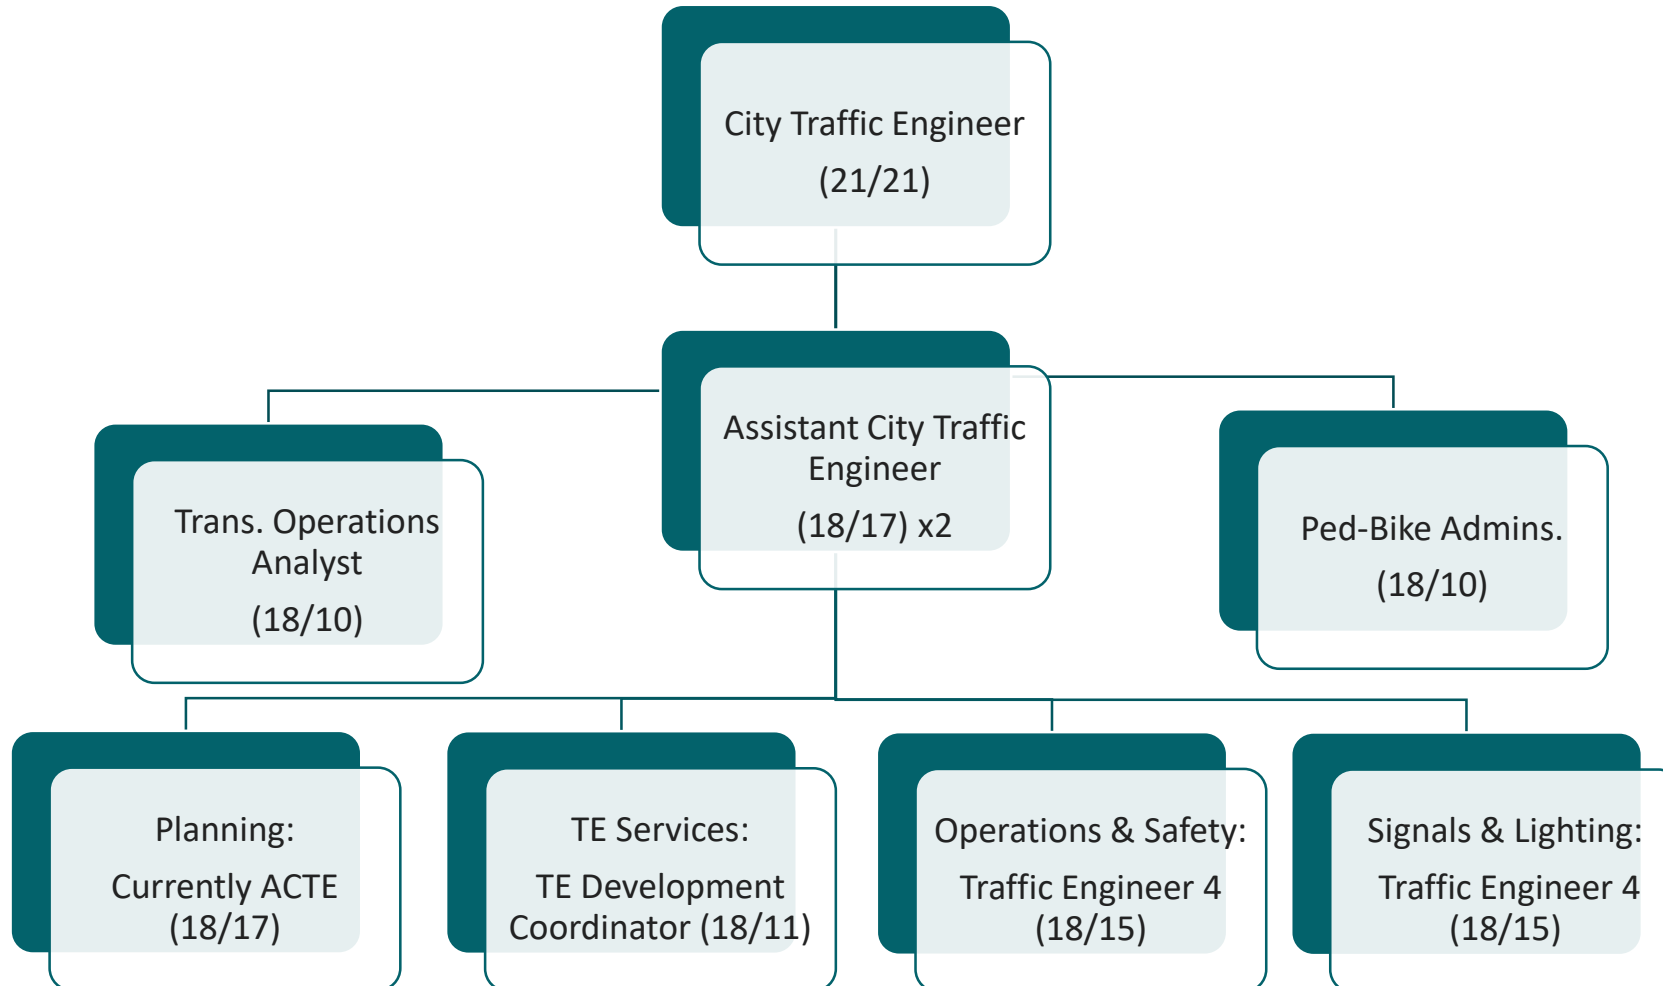 City Traffic Engineer
(21/21)
Assistant City Traffic
Engineer
(18/17) x2
Trans. Operations
Analyst
(18/10)
Ped-Bike Admins.
(18/10)
Planning:
Currently ACTE
(18/17)
TE Services:
TE Development
Coordinator (18/11)
Operations & Safety:
Traffic Engineer 4
(18/15)
Signals & Lighting:
Traffic Engineer 4
(18/15)